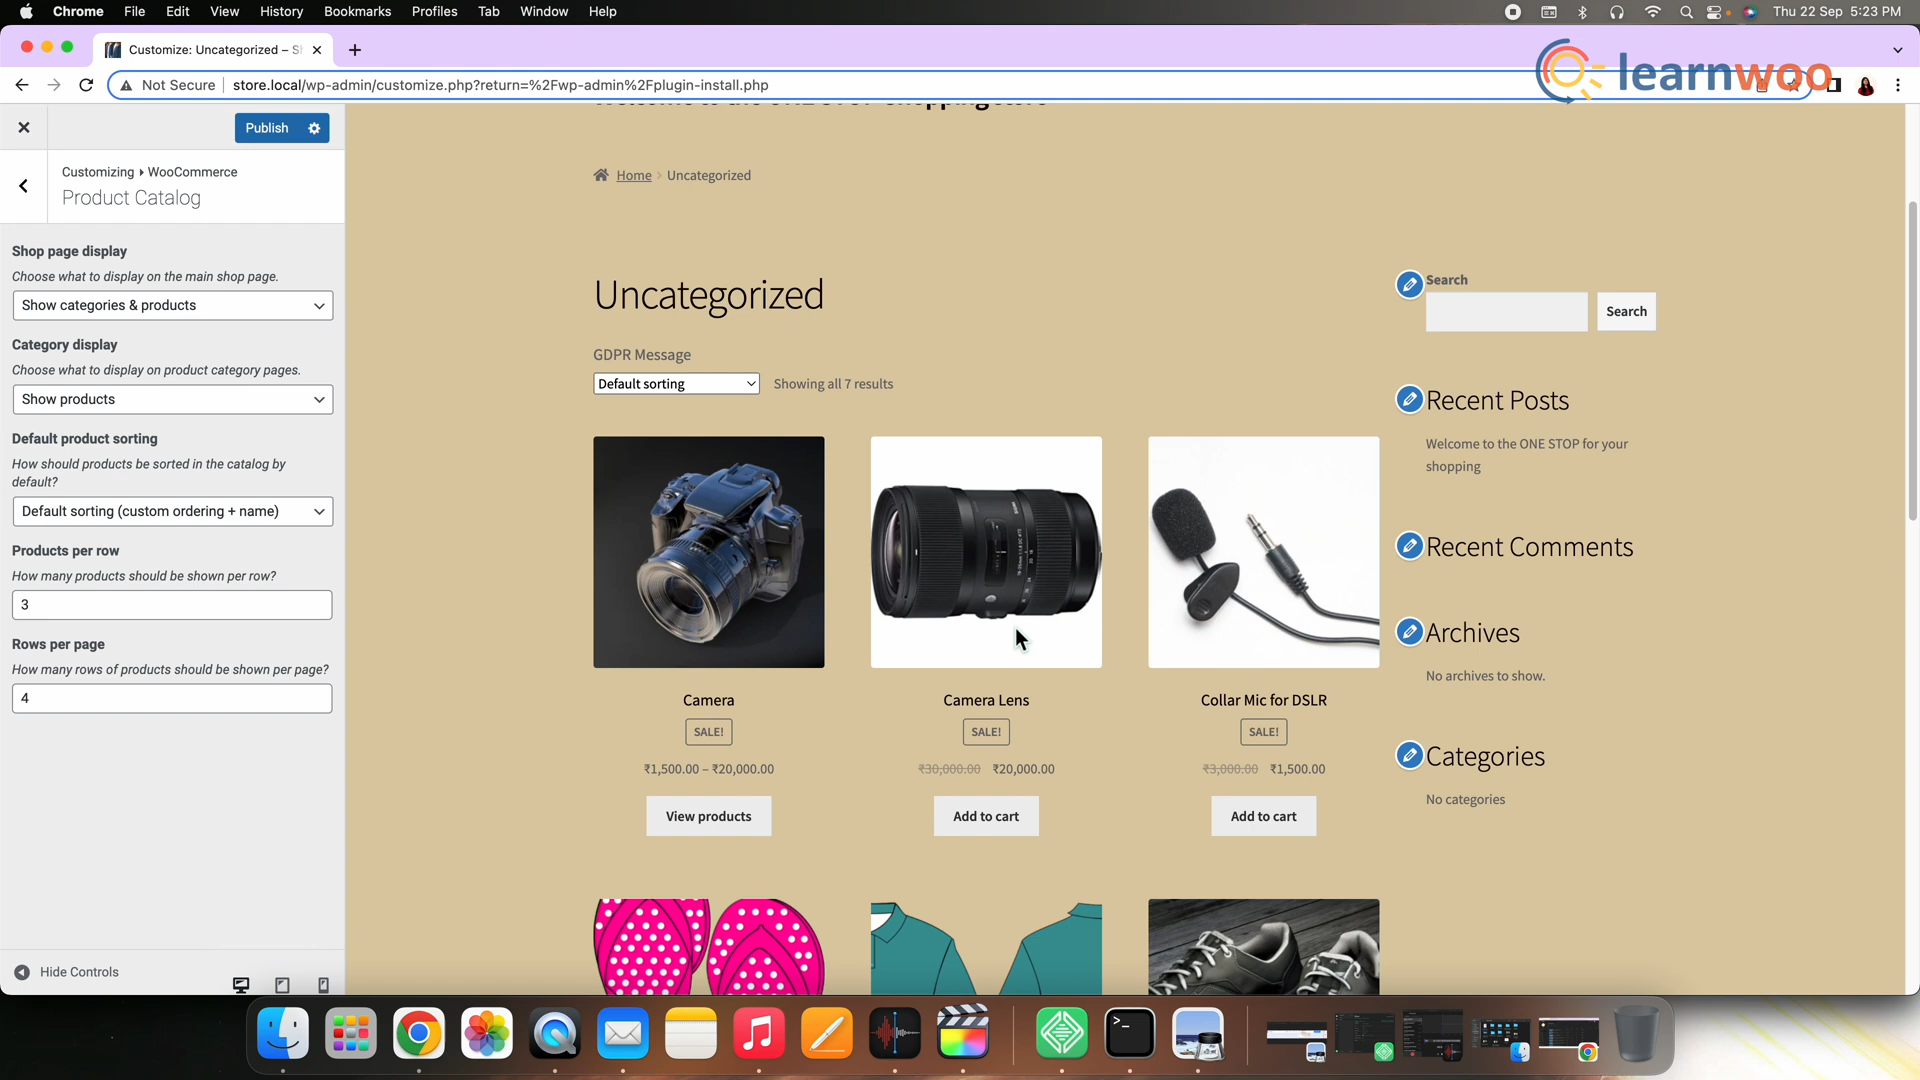 Chrome File Edit View History Bookmarks Profiles Tab Window Help Thu 22 Sep 5:23 PM
Customize: Uncategorized – S
learnwoo
Not Secure store.local/wp-admin/customize.php?return=%2Fwp-admin%2Fplugin-install.php
Welcome to the ONE STOP Shopping Store
Publish
Customizing WooCommerce
Product Catalog
Shop page display
Choose what to display on the main shop page.
Show categories & products
Category display
Choose what to display on product category pages.
Show products
Default product sorting
How should products be sorted in the catalog by
default?
Default sorting (custom ordering + name)
Products per row
How many products should be shown per row?
3
Rows per page
How many rows of products should be shown per page?
4
Hide Controls
Home Uncategorized
Uncategorized
GDPR Message
Default sorting Showing all 7 results
Camera
SALE!
₹1,500.00 – ₹20,000.00
View products
Camera Lens
SALE!
₹30,000.00 ₹20,000.00
Add to cart
Collar Mic for DSLR
SALE!
₹3,000.00 ₹1,500.00
Add to cart
Search
Search
Recent Posts
Welcome to the ONE STOP for your
shopping
Recent Comments
Archives
No archives to show.
Categories
No categories